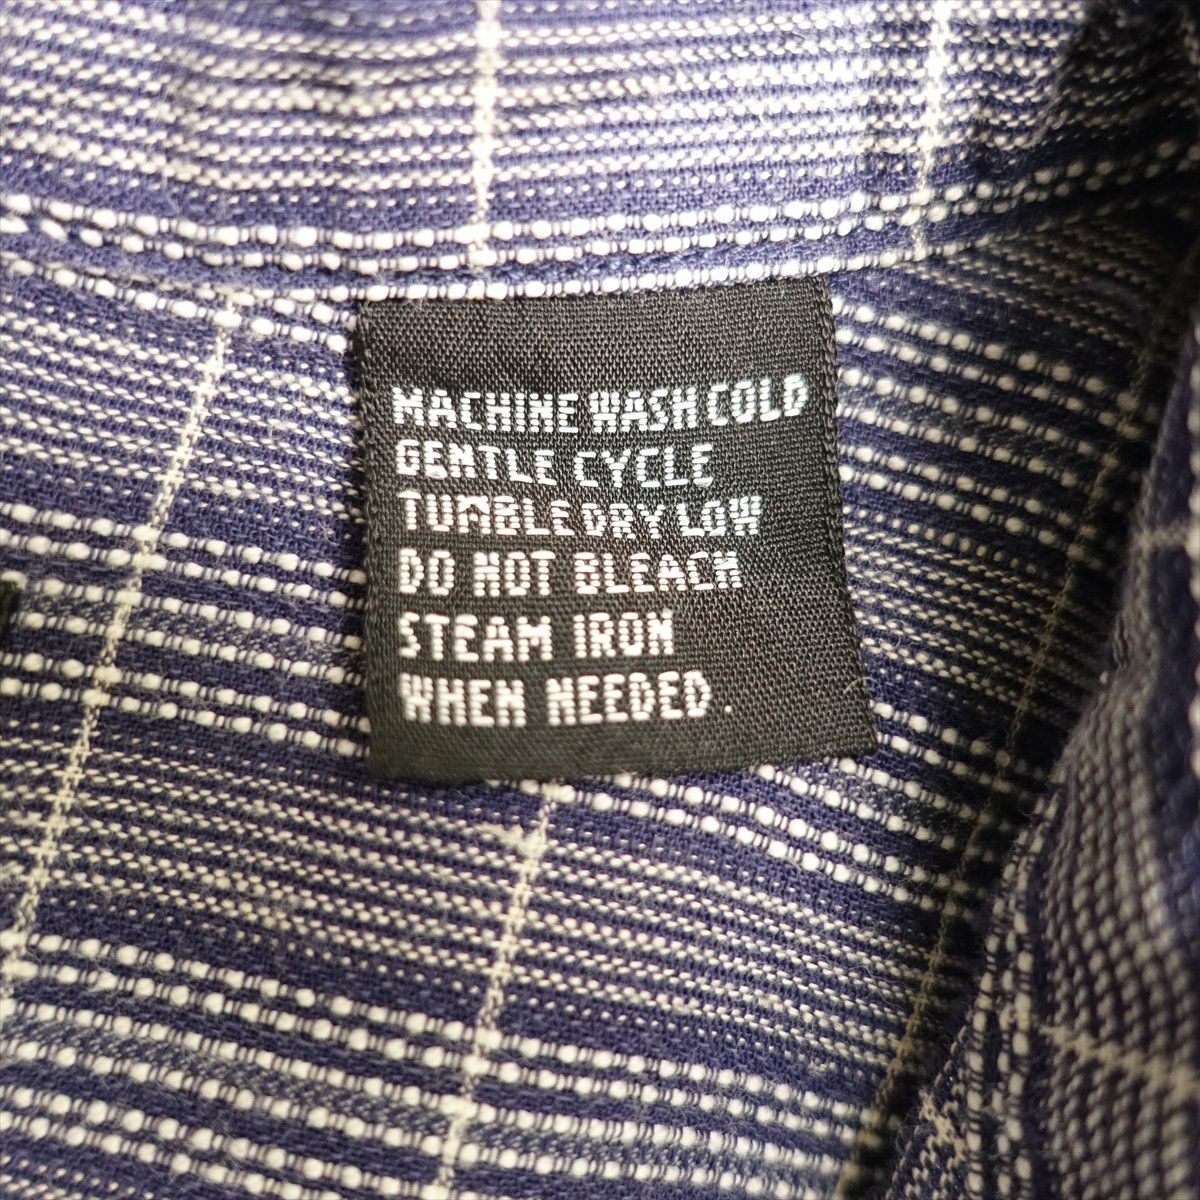 MACHINE WASH COLD
GENTLE CYCLE
TUMBLE DRY LOW
DO NOT BLEACH
STEAM IRON
WHEN NEEDED.